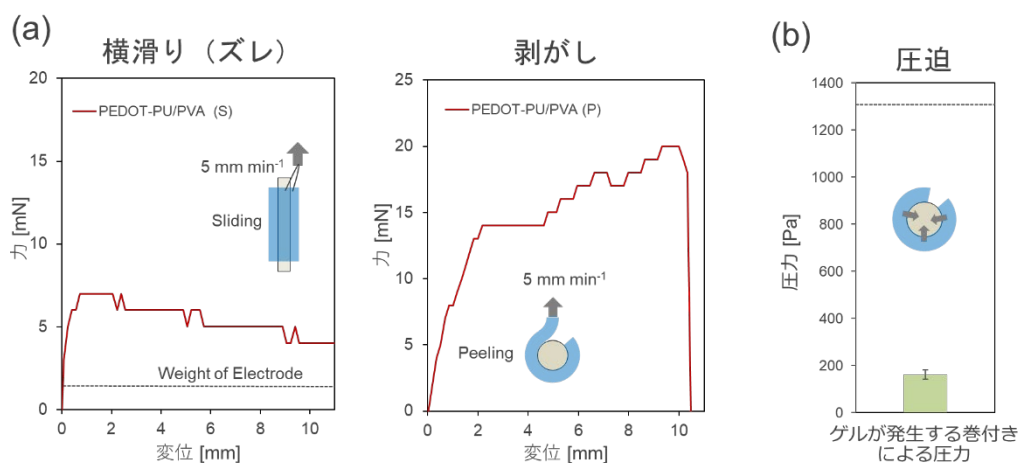 (a)
横滑り（ズレ）
力 [mN]
20
15
10
5
0
PEDOT-PU/PVA (S)
5 mm min⁻¹
Sliding
Weight of Electrode
0 2 4 6 8 10
変位 [mm]
剥がし
力 [mN]
25
20
15
10
5
0
PEDOT-PU/PVA (P)
5 mm min⁻¹
Peeling
0 2 4 6 8 10
変位 [mm]
(b)
圧迫
圧力 [Pa]
1400
1200
1000
800
600
400
200
0
ゲルが発生する巻付き
による圧力